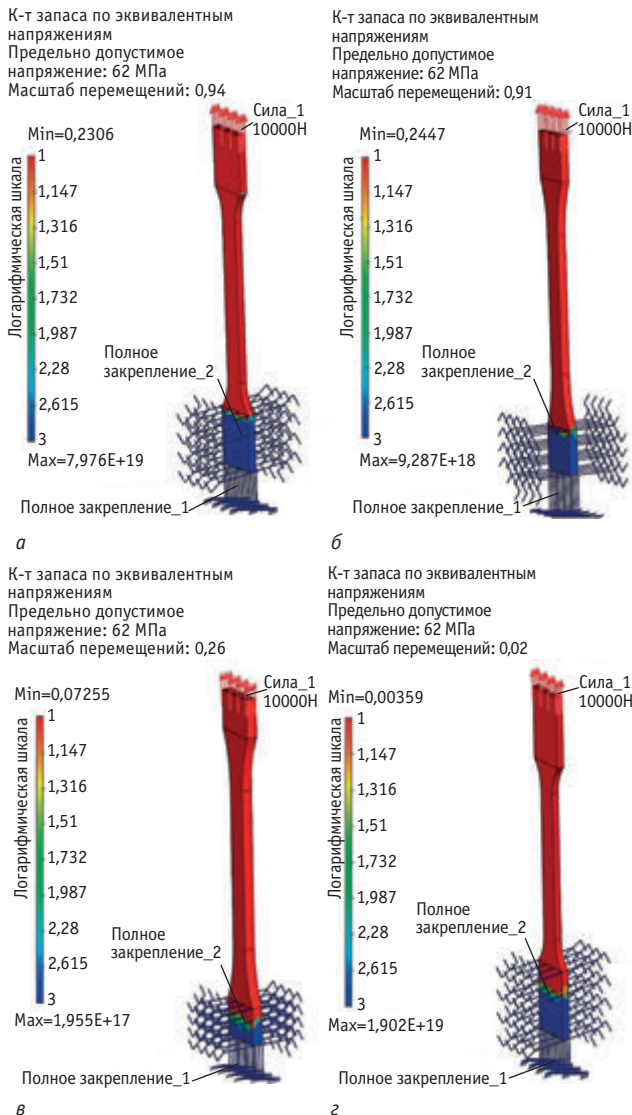 К-т запаса по эквивалентным
напряжениям
Предельно допустимое
напряжение: 62 МПа
Масштаб перемещений: 0,94
Сила_1
10000Н
Min=0,2306
Логарифмическая шкала
1
1,147
1,316
1,51
1,732
1,987
2,28
2,615
3
Полное
закрепление_2
Max=7,976E+19
Полное закрепление_1
а
К-т запаса по эквивалентным
напряжениям
Предельно допустимое
напряжение: 62 МПа
Масштаб перемещений: 0,91
Сила_1
10000Н
Min=0,2447
Логарифмическая шкала
1
1,147
1,316
1,51
1,732
1,987
2,28
2,615
3
Полное
закрепление_2
Max=9,287E+18
Полное закрепление_1
б
К-т запаса по эквивалентным
напряжениям
Предельно допустимое
напряжение: 62 МПа
Масштаб перемещений: 0,26
Сила_1
10000Н
Min=0,07255
Логарифмическая шкала
1
1,147
1,316
1,51
1,732
1,987
2,28
2,615
3
Полное
закрепление_2
Max=1,955E+17
Полное закрепление_1
в
К-т запаса по эквивалентным
напряжениям
Предельно допустимое
напряжение: 62 МПа
Масштаб перемещений: 0,02
Сила_1
10000Н
Min=0,00359
Логарифмическая шкала
1
1,147
1,316
1,51
1,732
1,987
2,28
2,615
3
Полное
закрепление_2
Max=1,902E+19
Полное закрепление_1
г